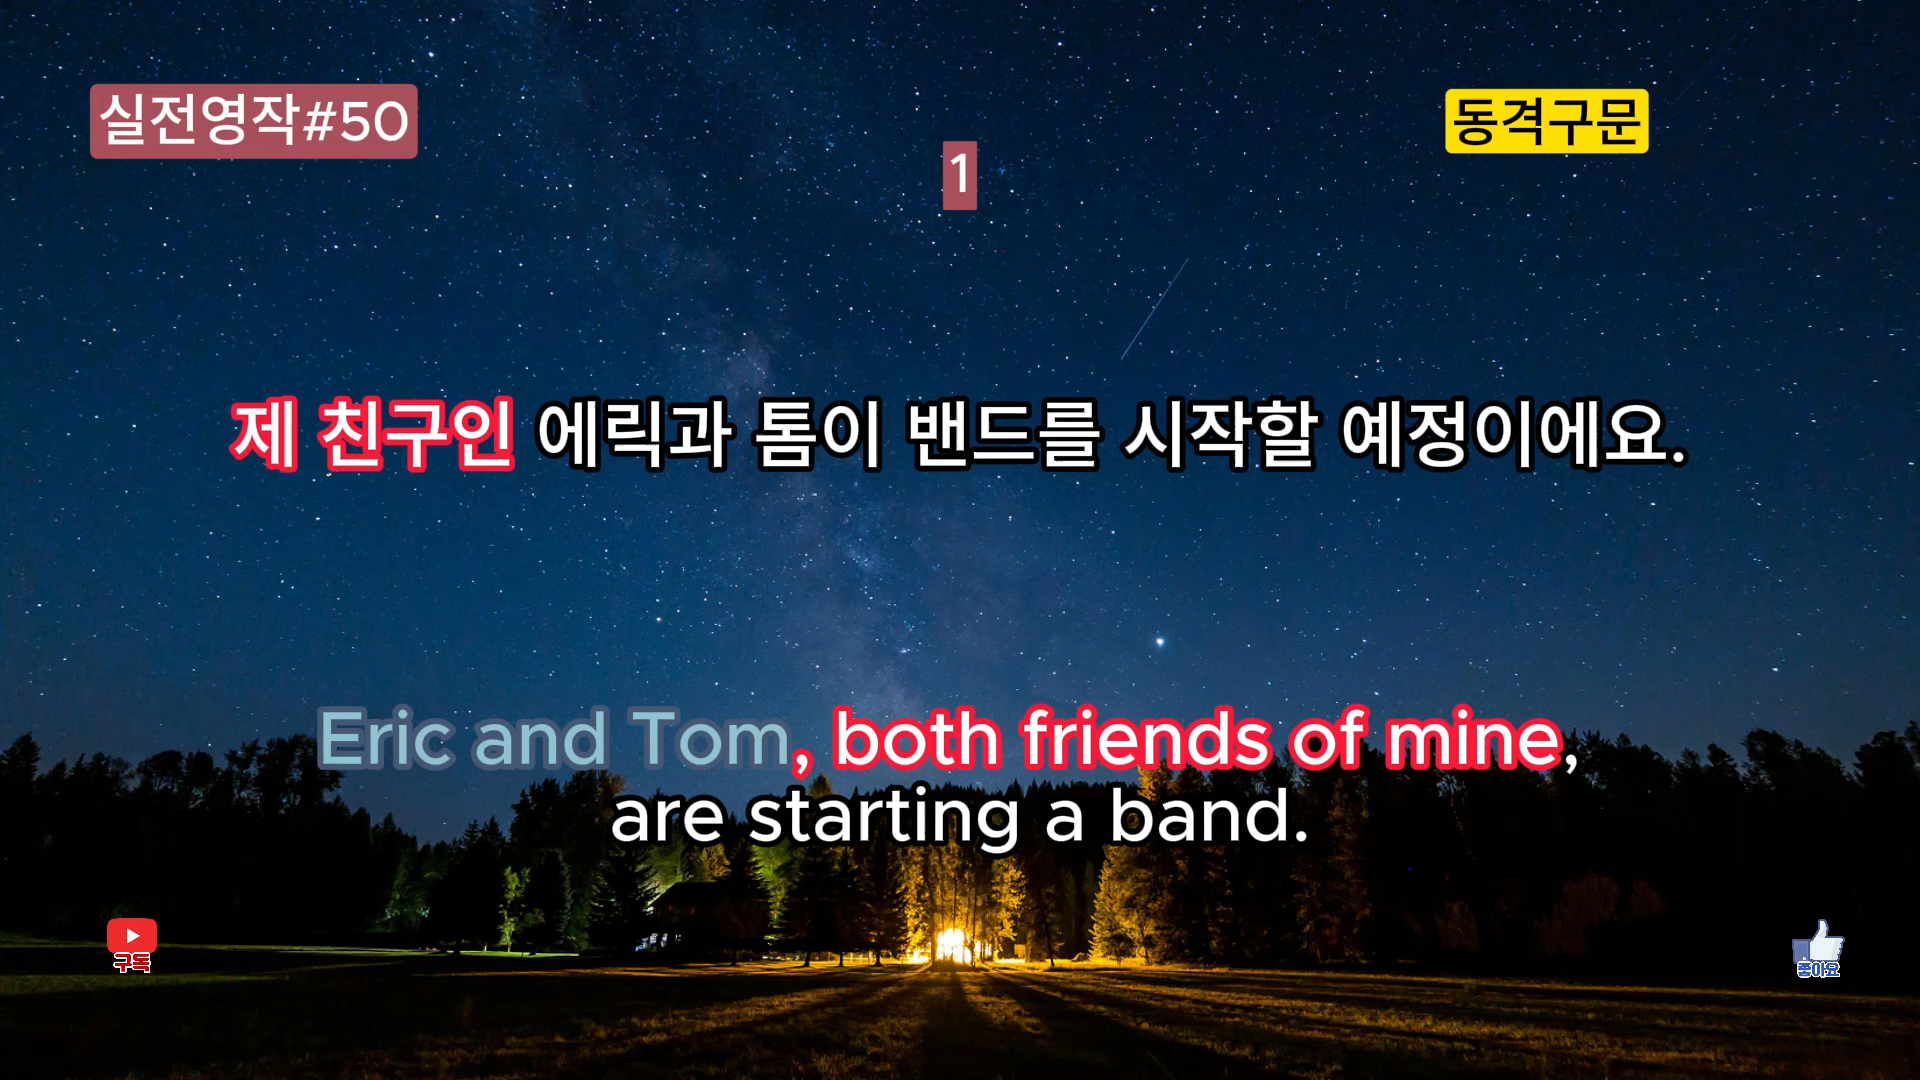 실전영작#50
동격구문
1
제 친구인 에릭과 톰이 밴드를 시작할 예정이에요.
Eric and Tom, both friends of mine,
are starting a band.
구독
좋아요